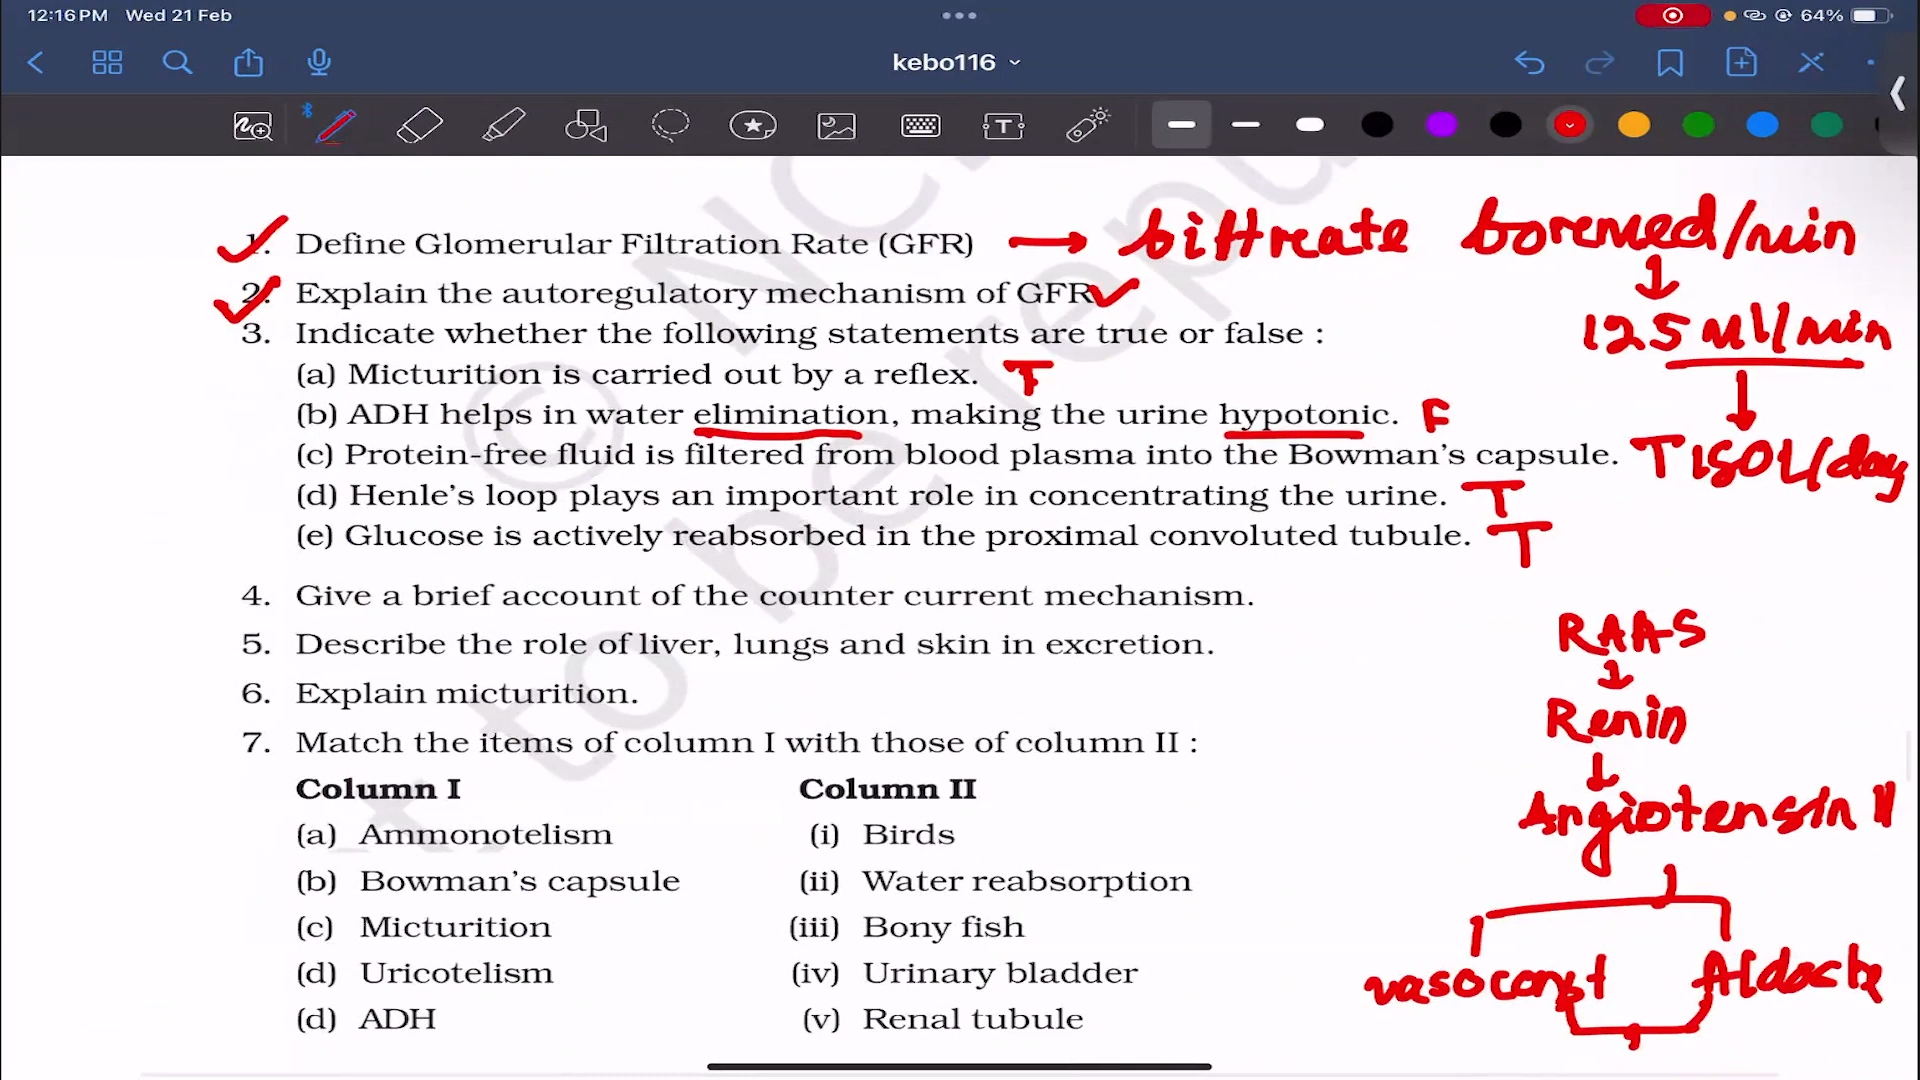 12:16 PM Wed 21 Feb
64%
kebo116
1. Define Glomerular Filtration Rate (GFR) → filtrate formed/min
2. Explain the autoregulatory mechanism of GFR
125 ml/min
3. Indicate whether the following statements are true or false :
(a) Micturition is carried out by a reflex. T
(b) ADH helps in water elimination, making the urine hypotonic. F
(c) Protein-free fluid is filtered from blood plasma into the Bowman's capsule. T
180L/day
(d) Henle's loop plays an important role in concentrating the urine. T
(e) Glucose is actively reabsorbed in the proximal convoluted tubule. T
4. Give a brief account of the counter current mechanism.
5. Describe the role of liver, lungs and skin in excretion.
6. Explain micturition.
7. Match the items of column I with those of column II :
Column I Column II
(a) Ammonotelism (i) Birds
(b) Bowman's capsule (ii) Water reabsorption
(c) Micturition (iii) Bony fish
(d) Uricotelism (iv) Urinary bladder
(d) ADH (v) Renal tubule
RAAS
Renin
Angiotensin II
vasoconst
© NC
to be repu